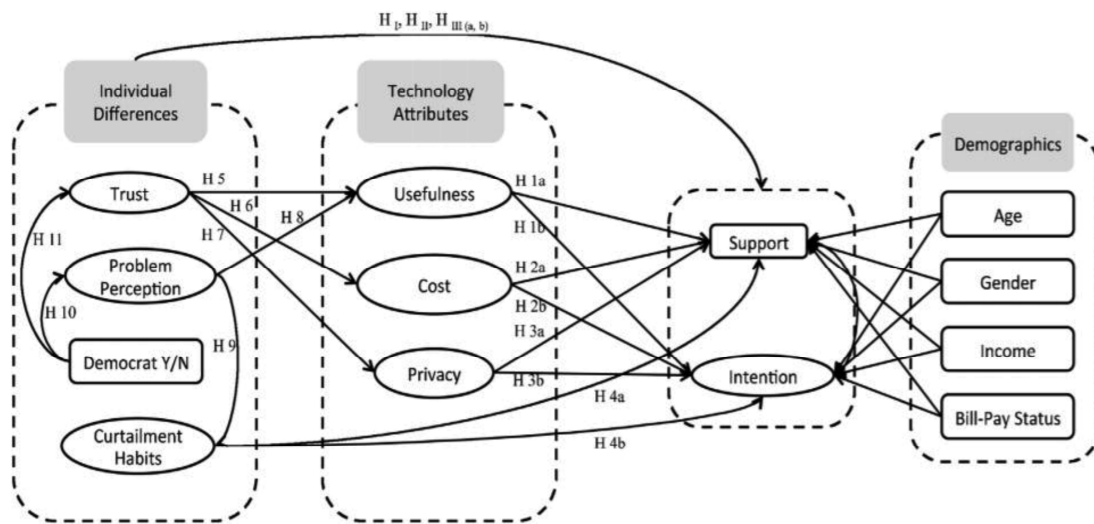 H I, H II, H III (a, b)
Individual
Differences
Technology
Attributes
Demographics
Trust
H 5
H 6
H 7
H 8
Usefulness
H 1a
H 1b
Age
H 11
Problem
Perception
Support
H 10
Cost
H 2a
H 2b
Gender
H 3a
Democrat Y/N
H 9
Income
Privacy
H 3b
Intention
H 4a
Curtailment
Habits
H 4b
Bill-Pay Status